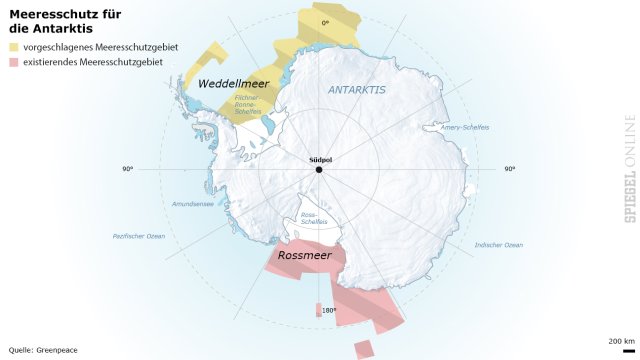 Meeresschutz für
die Antarktis
vorgeschlagenes Meeresschutzgebiet
existierendes Meeresschutzgebiet
0°
Weddellmeer
ANTARKTIS
Filchner-
Ronne-
Schelfeis
Amery-Schelfeis
Südpol
90°
90°
Amundsensee
Ross-
Schelfeis
Pazifischer Ozean
Indischer Ozean
Rossmeer
180°
SPIEGEL ONLINE
200 km
Quelle: Greenpeace